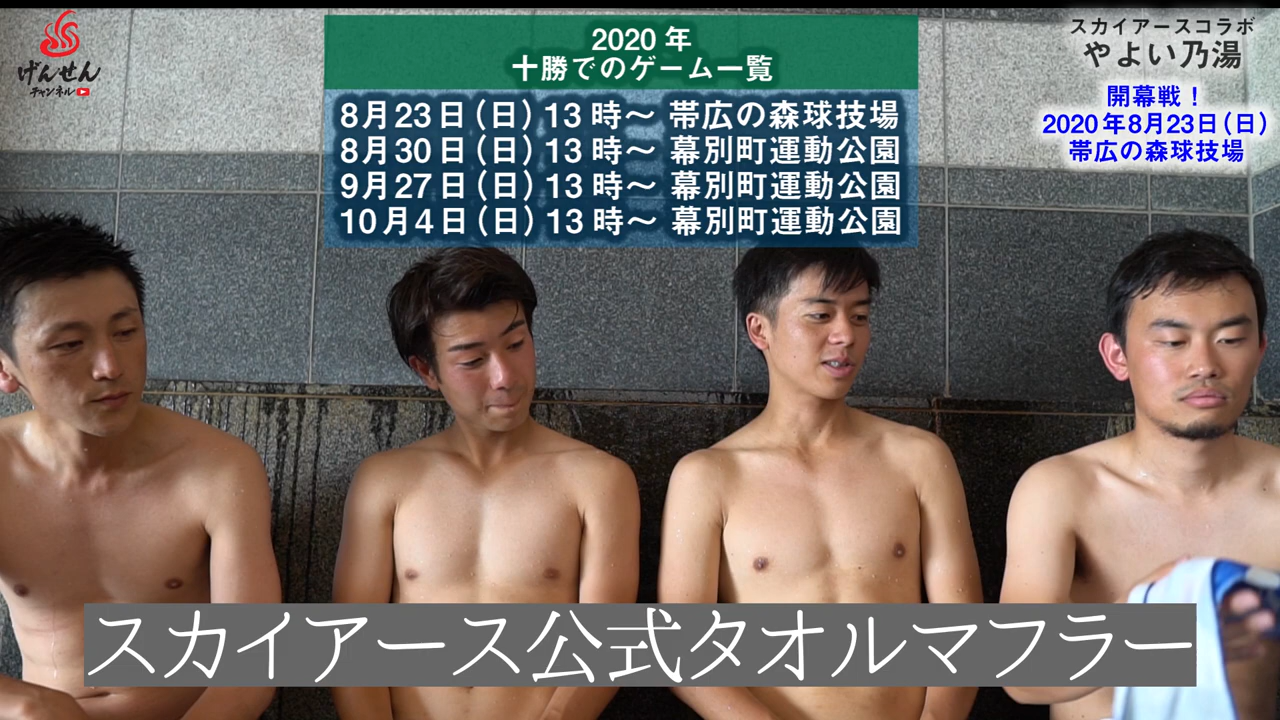 げんせん
チャンネル
2020年
十勝でのゲーム一覧
8月23日(日)13時〜 帯広の森球技場
8月30日(日)13時〜 幕別町運動公園
9月27日(日)13時〜 幕別町運動公園
10月4日(日)13時〜 幕別町運動公園
スカイアースコラボ
やよい乃湯
開幕戦!
2020年8月23日(日)
帯広の森球技場
スカイアース公式タオルマフラー